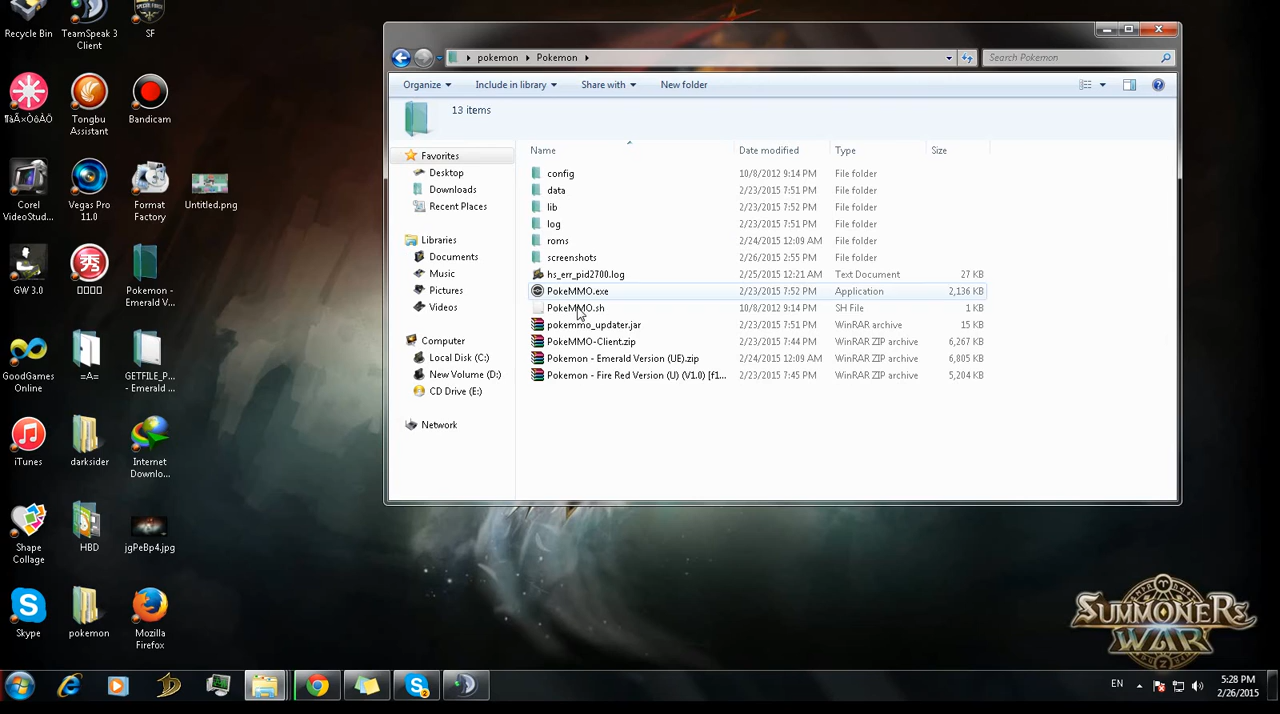 Recycle Bin
TeamSpeak 3
Client
SF
Tongbu
Assistant
Bandicam
Corel
VideoStud...
Vegas Pro
11.0
Format
Factory
Untitled.png
GW 3.0
Pokemon -
Emerald V...
GoodGames
Online
=A=
GETFILE_P...
- Emerald ...
iTunes
darksider
Internet
Downlo...
Shape
Collage
HBD
jgPeBp4.jpg
Skype
pokemon
Mozilla
Firefox
pokemon
Pokemon
Search Pokemon
Organize
Include in library
Share with
New folder
13 items
Name
Date modified
Type
Size
Favorites
Desktop
Downloads
Recent Places
Libraries
Documents
Music
Pictures
Videos
Computer
Local Disk (C:)
New Volume (D:)
CD Drive (E:)
Network
config 10/8/2012 9:14 PM File folder
data 2/23/2015 7:51 PM File folder
lib 2/23/2015 7:52 PM File folder
log 2/23/2015 7:51 PM File folder
roms 2/24/2015 12:09 AM File folder
screenshots 2/26/2015 2:55 PM File folder
hs_err_pid2700.log 2/25/2015 12:21 AM Text Document 27 KB
PokeMMO.exe 2/23/2015 7:52 PM Application 2,136 KB
PokeMMO.sh 10/8/2012 9:14 PM SH File 1 KB
pokemmo_updater.jar 2/23/2015 7:51 PM WinRAR archive 15 KB
PokeMMO-Client.zip 2/23/2015 7:44 PM WinRAR ZIP archive 6,267 KB
Pokemon - Emerald Version (UE).zip 2/24/2015 12:09 AM WinRAR ZIP archive 6,805 KB
Pokemon - Fire Red Version (U) (V1.0) [f1... 2/23/2015 7:45 PM WinRAR ZIP archive 5,204 KB
SUMMONERS
WAR
EN
5:28 PM
2/26/2015